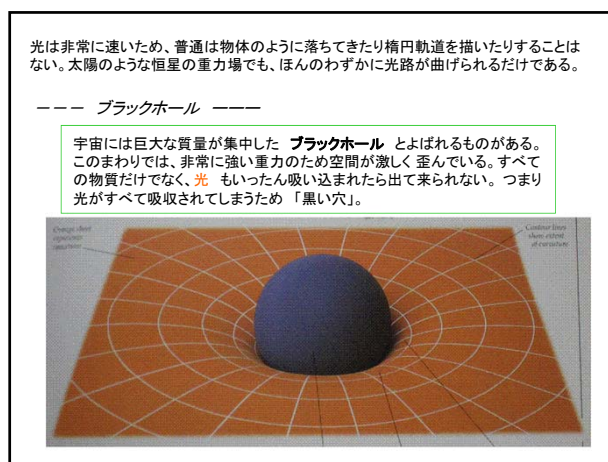 光は非常に速いため、普通は物体のように落ちてきたり楕円軌道を描いたりすることは
ない。太陽のような恒星の重力場でも、ほんのわずかに光路が曲げられるだけである。
－－－ ブラックホール －－－
宇宙には巨大な質量が集中した ブラックホール とよばれるものがある。
このまわりでは、非常に強い重力のため空間が激しく 歪んでいる。すべて
の物質だけでなく、光 もいったん吸い込まれたら出て来られない。つまり
光がすべて吸収されてしまうため 「黒い穴」。
Orange sheet
represents
Contour lines
show extent
of curvature